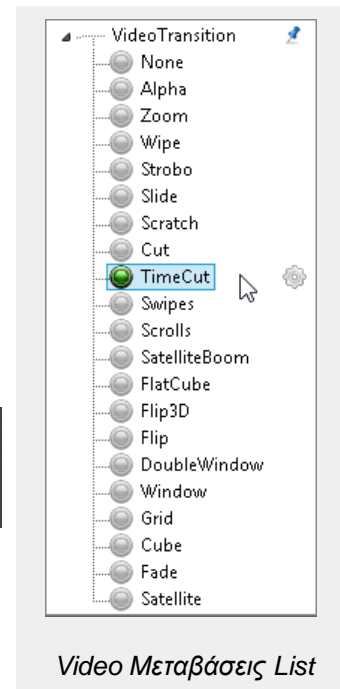 VideoTransition
None
Alpha
Zoom
Wipe
Strobo
Slide
Scratch
Cut
TimeCut
Swipes
Scrolls
SatelliteBoom
FlatCube
Flip3D
Flip
DoubleWindow
Window
Grid
Cube
Fade
Satellite
Video Μεταβάσεις List